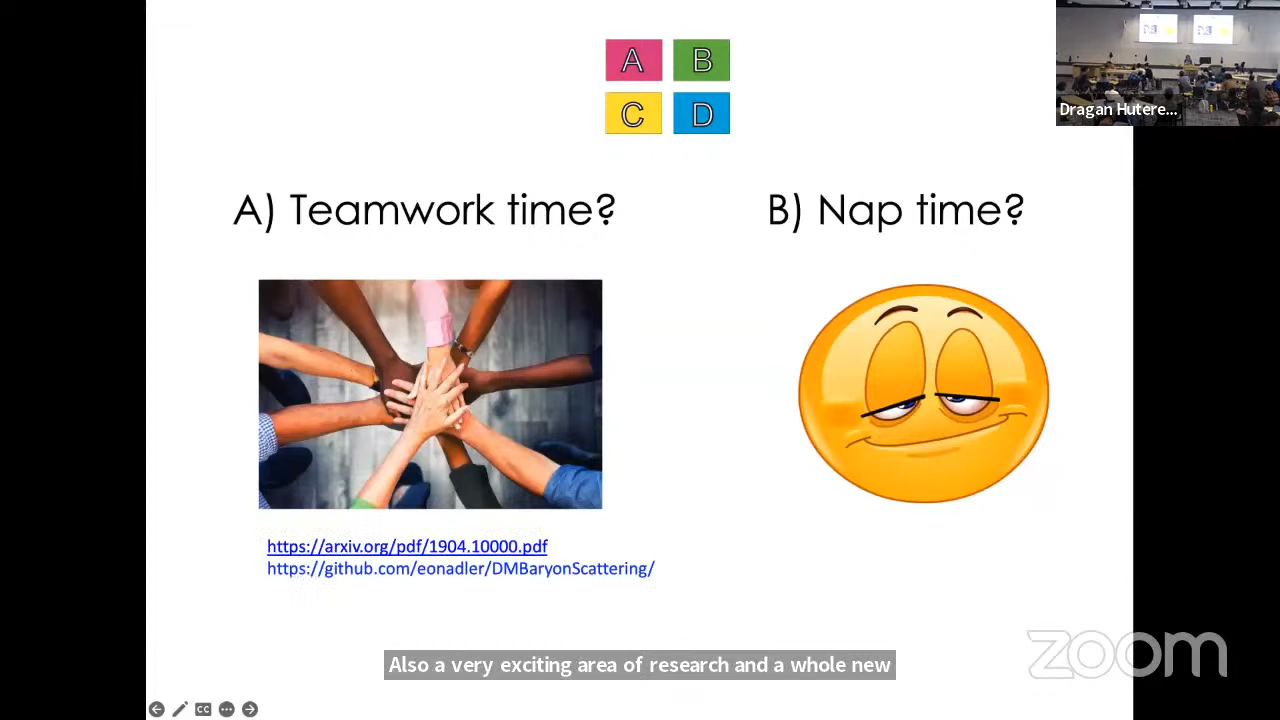 A B
C D
Dragan Hutere...
A) Teamwork time? B) Nap time?
https://arxiv.org/pdf/1904.10000.pdf
https://github.com/eonadler/DMBaryonScattering/
Also a very exciting area of research and a whole new
zoom
CC